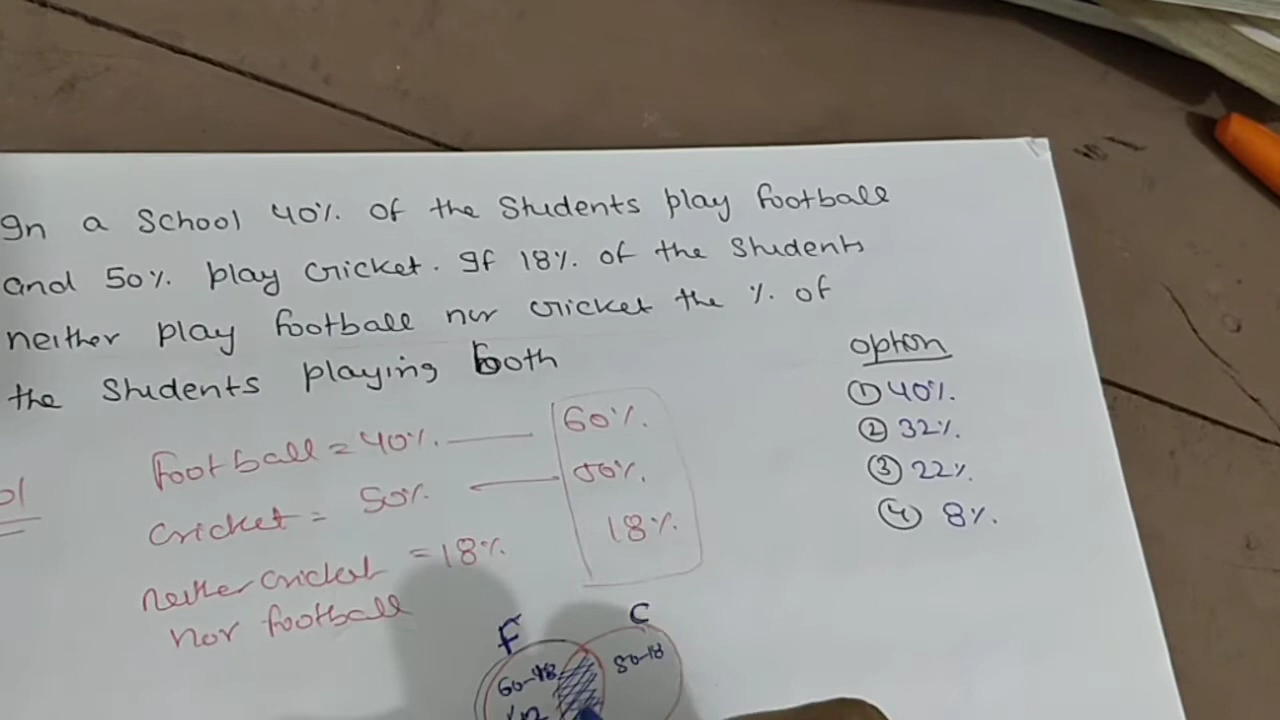 In a School 40% of the Students play football
and 50% play cricket. If 18% of the Students
neither play football nor cricket the % of
the Students playing both
option
① 40%.
② 32%.
③ 22%.
④ 8%.
football = 40%. — 60%.
cricket = 50% — 50%.
neither cricket = 18% 18%
nor football
F C
60-48 50-18